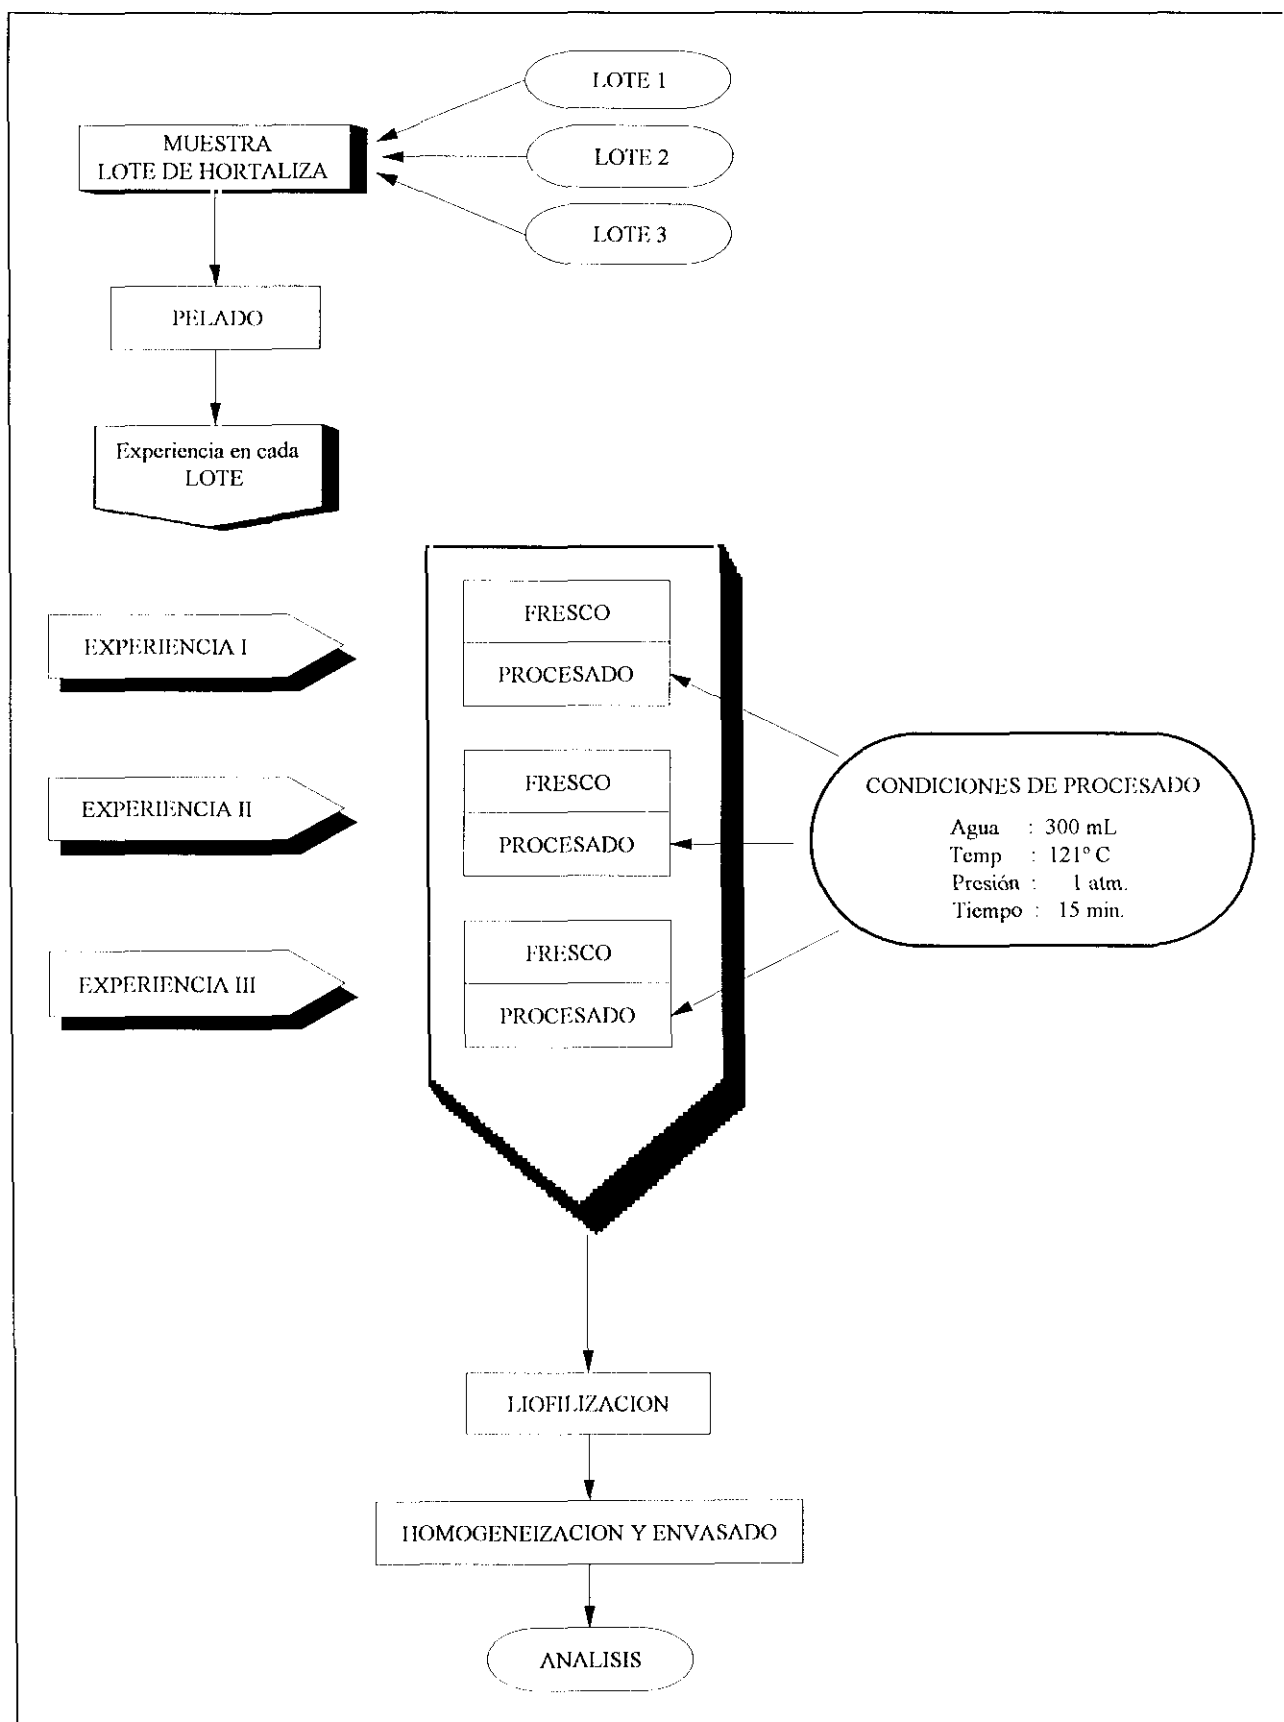 LOTE 1
MUESTRA
LOTE DE HORTALIZA
LOTE 2
LOTE 3
PELADO
Experiencia en cada
LOTE
EXPERIENCIA I
FRESCO
PROCESADO
EXPERIENCIA II
FRESCO
PROCESADO
EXPERIENCIA III
FRESCO
PROCESADO
CONDICIONES DE PROCESADO
Agua : 300 mL
Temp : 121º C
Presión : 1 atm.
Tiempo : 15 min.
LIOFILIZACION
HOMOGENEIZACION Y ENVASADO
ANALISIS